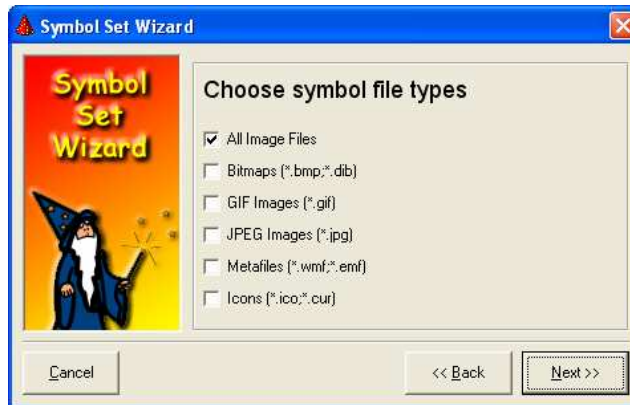 Symbol Set Wizard
Symbol
Set
Wizard
Choose symbol file types
All Image Files
Bitmaps (*.bmp;*.dib)
GIF Images (*.gif)
JPEG Images (*.jpg)
Metafiles (*.wmf;*.emf)
Icons (*.ico;*.cur)
Cancel
<< Back
Next >>